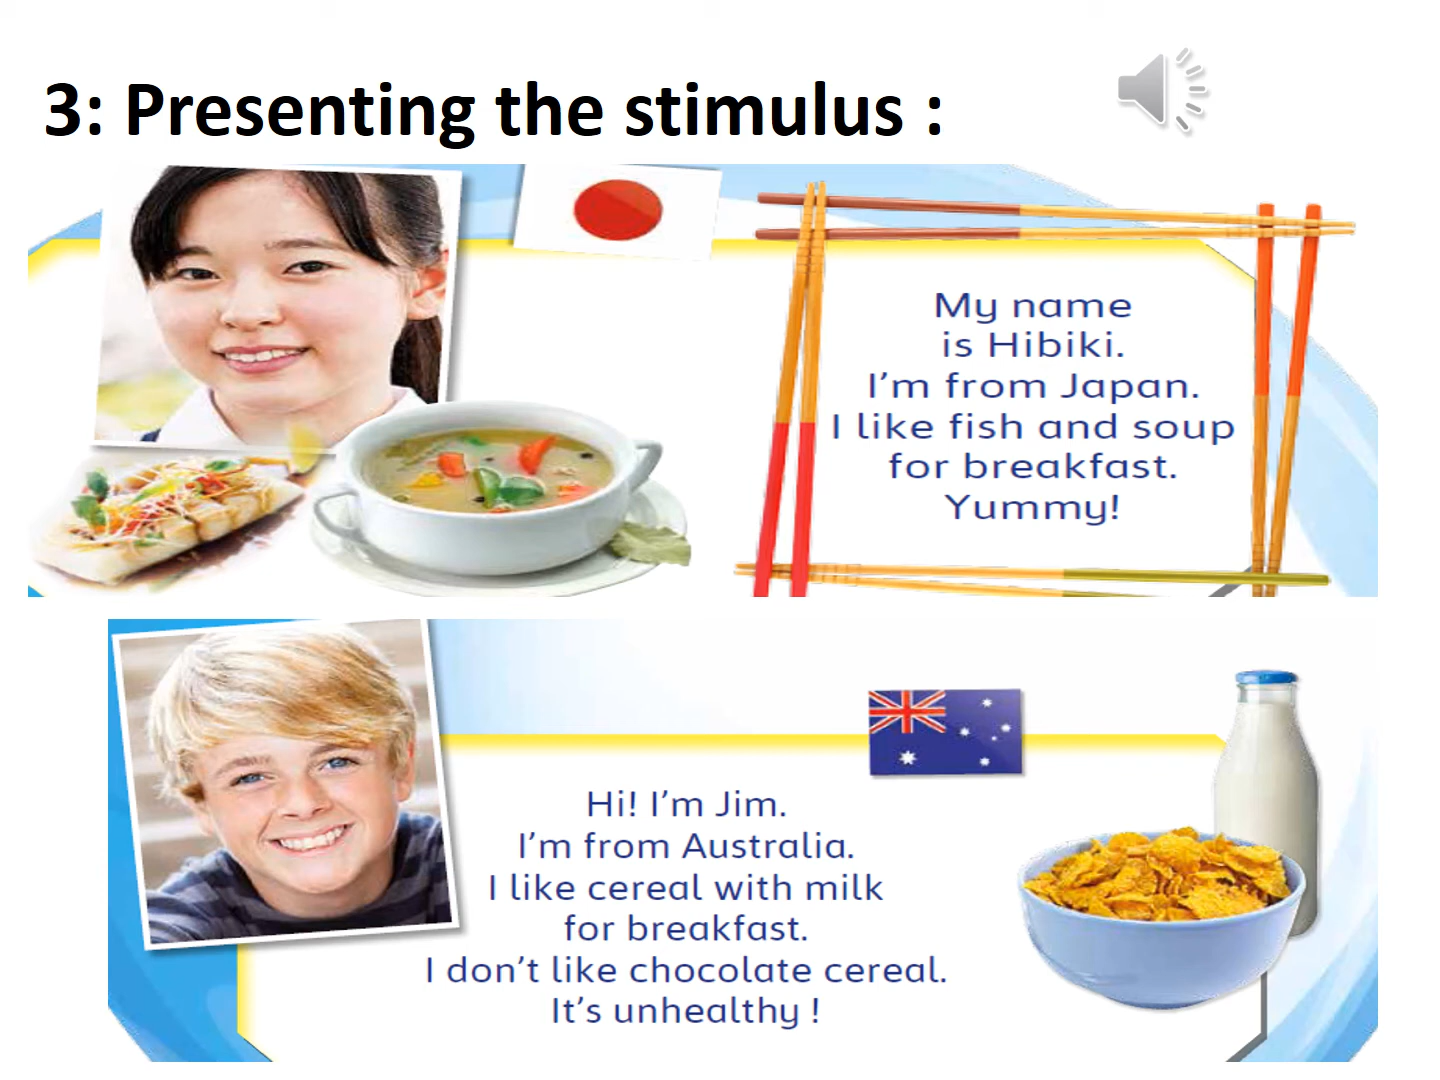 3: Presenting the stimulus :
My name
is Hibiki.
I'm from Japan.
I like fish and soup
for breakfast.
Yummy!
Hi! I'm Jim.
I'm from Australia.
I like cereal with milk
for breakfast.
I don't like chocolate cereal.
It's unhealthy !